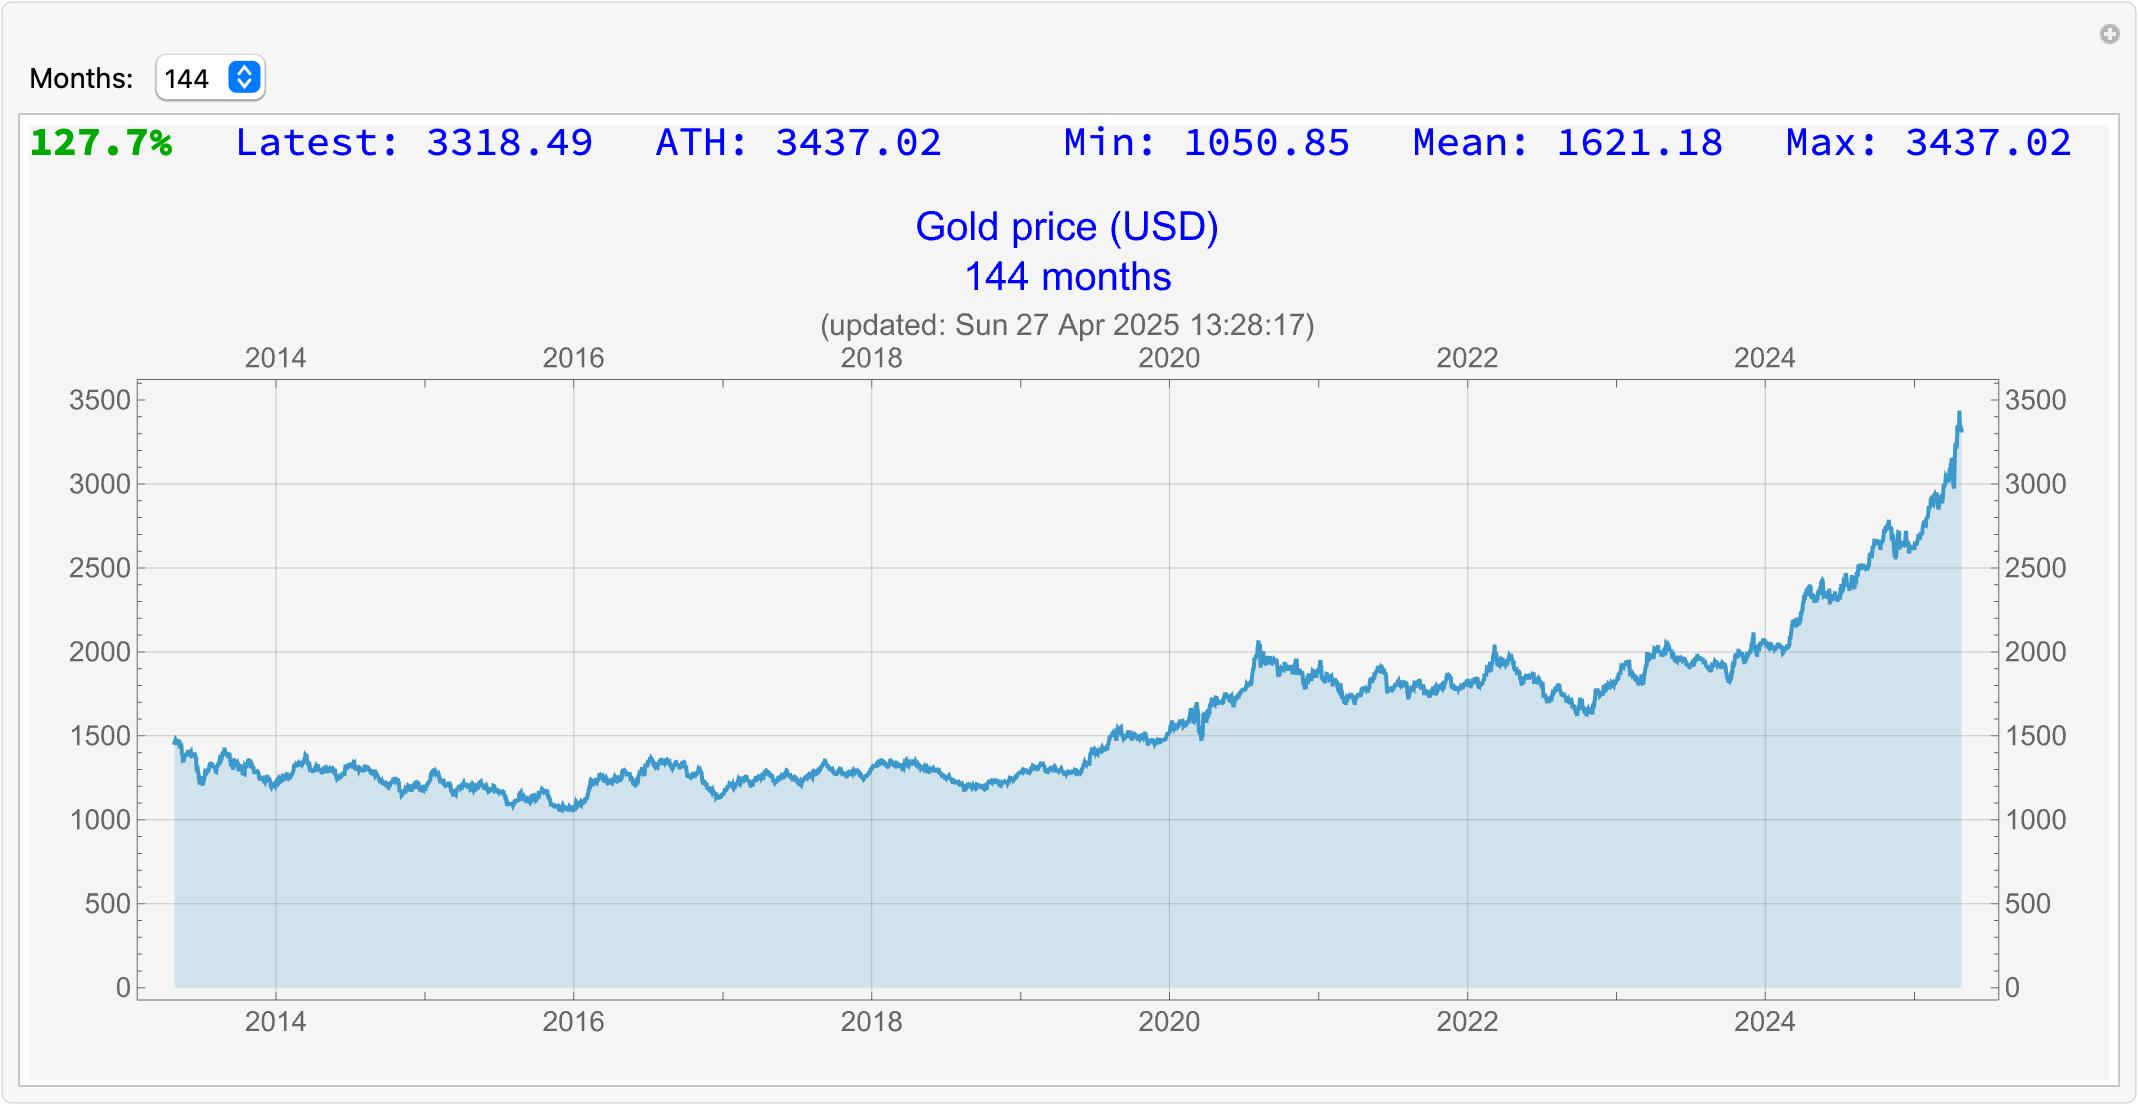 Months: 144
127.7% Latest: 3318.49 ATH: 3437.02 Min: 1050.85 Mean: 1621.18 Max: 3437.02
Gold price (USD)
144 months
(updated: Sun 27 Apr 2025 13:28:17)
2014 2016 2018 2020 2022 2024
3500 3500
3000 3000
2500 2500
2000 2000
1500 1500
1000 1000
500 500
0 0
2014 2016 2018 2020 2022 2024